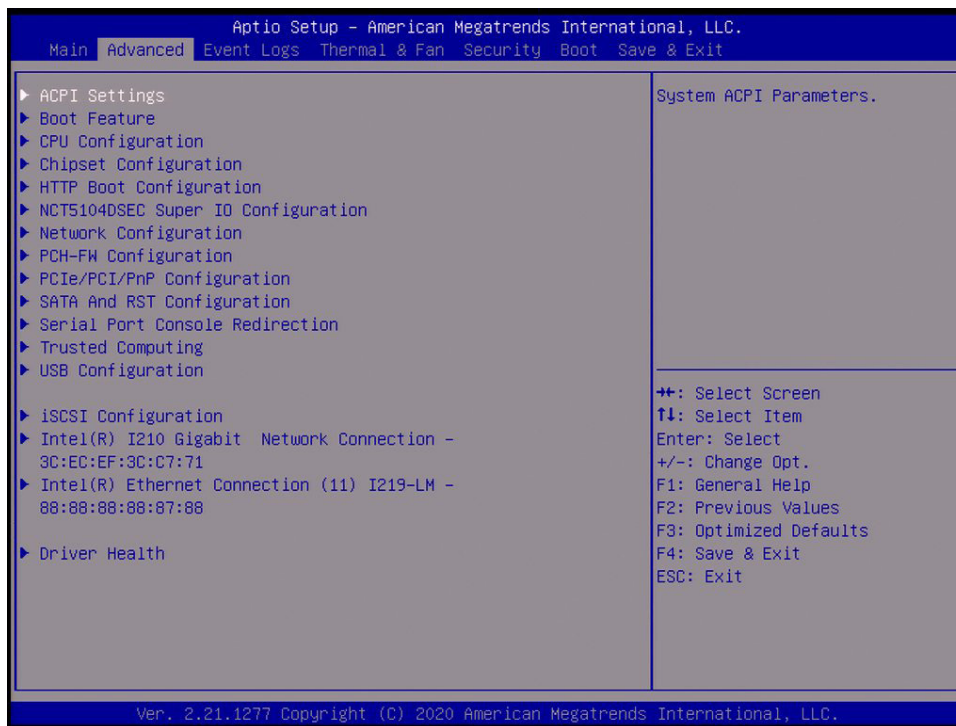 Aptio Setup – American Megatrends International, LLC.
Main Advanced Event Logs Thermal & Fan Security Boot Save & Exit
ACPI Settings
Boot Feature
CPU Configuration
Chipset Configuration
HTTP Boot Configuration
NCT5104DSEC Super IO Configuration
Network Configuration
PCH-FW Configuration
PCIe/PCI/PnP Configuration
SATA And RST Configuration
Serial Port Console Redirection
Trusted Computing
USB Configuration
iSCSI Configuration
Intel(R) I210 Gigabit  Network Connection –
3C:EC:EF:3C:C7:71
Intel(R) Ethernet Connection (11) I219-LM –
88:88:88:88:87:88
Driver Health
System ACPI Parameters.
→←: Select Screen
↑↓: Select Item
Enter: Select
+/-: Change Opt.
F1: General Help
F2: Previous Values
F3: Optimized Defaults
F4: Save & Exit
ESC: Exit
Ver. 2.21.1277 Copyright (C) 2020 American Megatrends International, LLC.